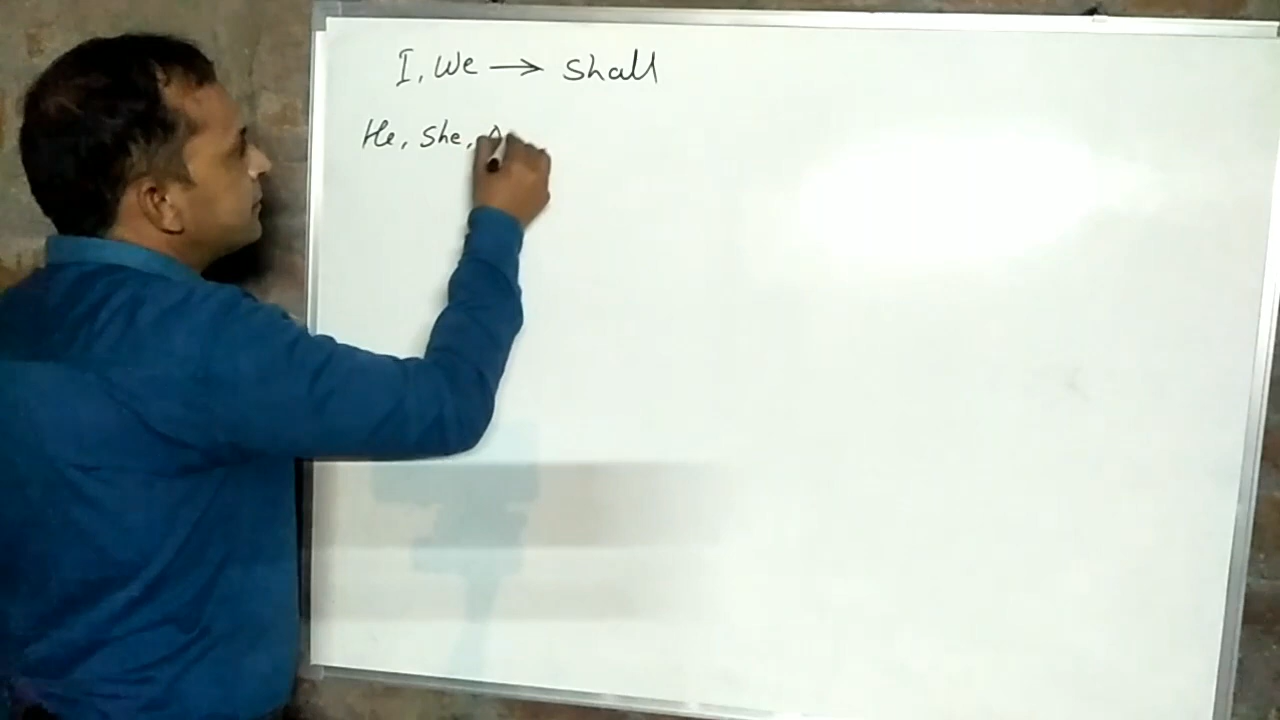 I, We → shall
He, She,